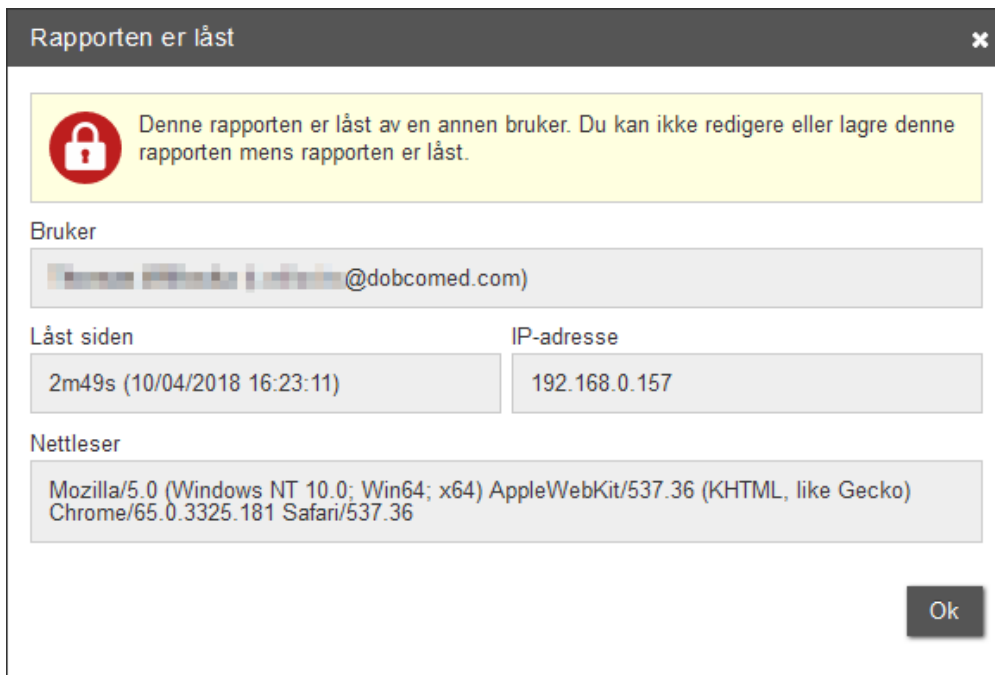 Rapporten er låst
Denne rapporten er låst av en annen bruker. Du kan ikke redigere eller lagre denne
rapporten mens rapporten er låst.
Bruker
@dobcomed.com)
Låst siden
IP-adresse
2m49s (10/04/2018 16:23:11)
192.168.0.157
Nettleser
Mozilla/5.0 (Windows NT 10.0; Win64; x64) AppleWebKit/537.36 (KHTML, like Gecko)
Chrome/65.0.3325.181 Safari/537.36
Ok